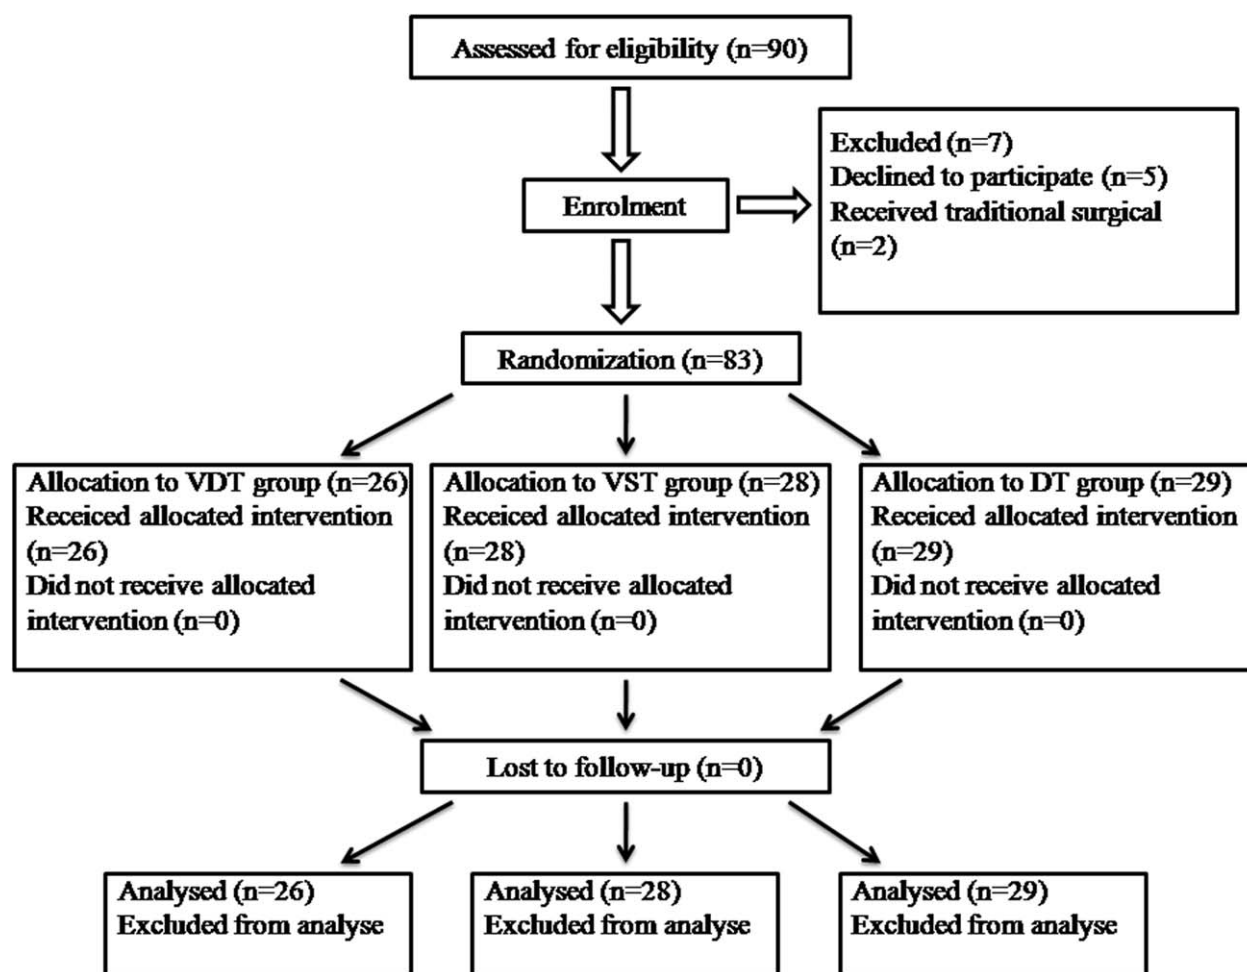 Assessed for eligibility (n=90)
Excluded (n=7)
Declined to participate (n=5)
Received traditional surgical
(n=2)
Enrolment
Randomization (n=83)
Allocation to VDT group (n=26)
Receiced allocated intervention
(n=26)
Did not receive allocated
intervention (n=0)
Allocation to VST group (n=28)
Receiced allocated intervention
(n=28)
Did not receive allocated
intervention (n=0)
Allocation to DT group (n=29)
Receiced allocated intervention
(n=29)
Did not receive allocated
intervention (n=0)
Lost to follow-up (n=0)
Analysed (n=26)
Excluded from analyse
Analysed (n=28)
Excluded from analyse
Analysed (n=29)
Excluded from analyse